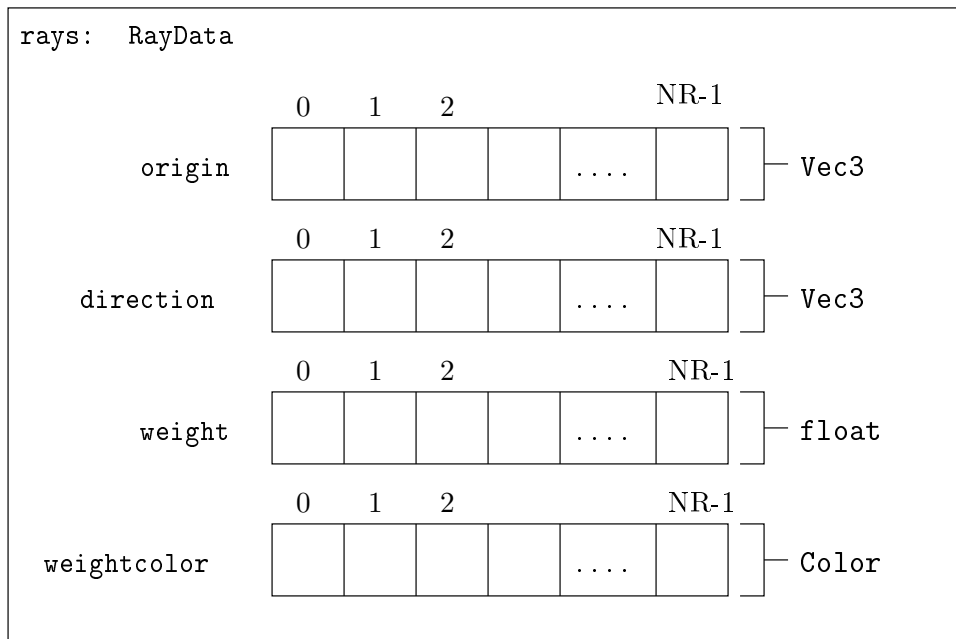 rays: RayData
0 1 2 NR-1
origin .... Vec3
0 1 2 NR-1
direction .... Vec3
0 1 2 NR-1
weight .... float
0 1 2 NR-1
weightcolor .... Color